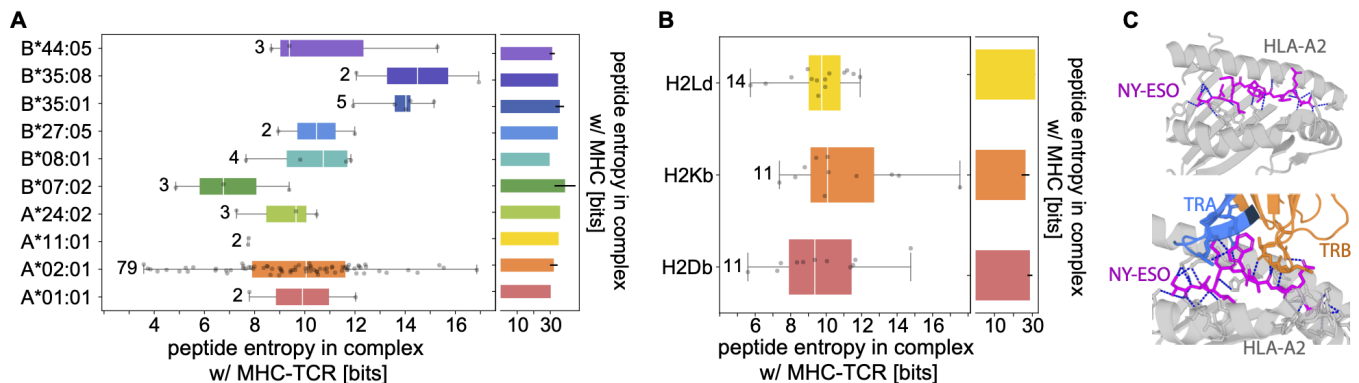 A
B*44:05
3
B*35:08
2
B*35:01
5
B*27:05
2
B*08:01
4
B*07:02
3
A*24:02
3
A*11:01
2
A*02:01
79
A*01:01
2
4 6 8 10 12 14 16
10 30
peptide entropy in complex
w/ MHC-TCR [bits]
peptide entropy in complex
w/ MHC [bits]
B
H2Ld
14
H2Kb
11
H2Db
11
6 8 10 12 14 16
10 30
peptide entropy in complex
w/ MHC-TCR [bits]
peptide entropy in complex
w/ MHC [bits]
C
HLA-A2
NY-ESO
TRA
TRB
NY-ESO
HLA-A2